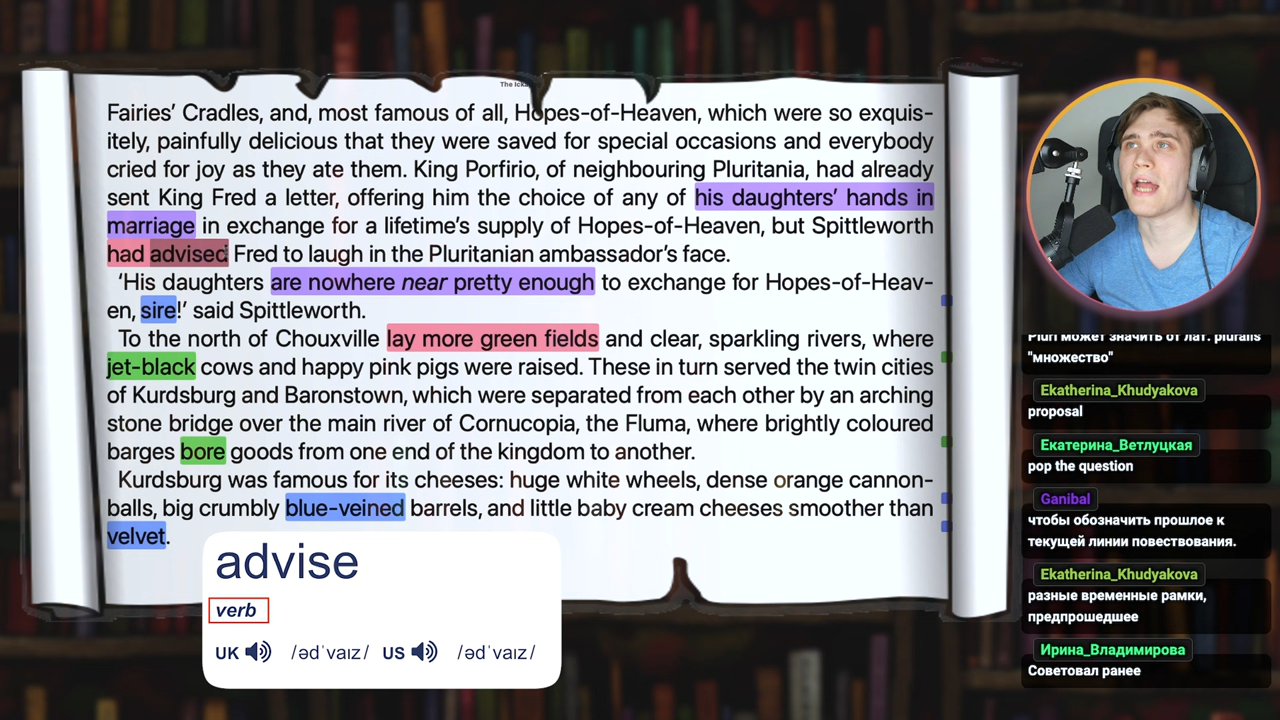 The Icka
Fairies’ Cradles, and, most famous of all, Hopes-of-Heaven, which were so exquis-
itely, painfully delicious that they were saved for special occasions and everybody
cried for joy as they ate them. King Porfirio, of neighbouring Pluritania, had already
sent King Fred a letter, offering him the choice of any of his daughters’ hands in
marriage in exchange for a lifetime’s supply of Hopes-of-Heaven, but Spittleworth
had advised Fred to laugh in the Pluritanian ambassador’s face.
‘His daughters are nowhere near pretty enough to exchange for Hopes-of-Heav-
en, sire!’ said Spittleworth.
To the north of Chouxville lay more green fields and clear, sparkling rivers, where
jet-black cows and happy pink pigs were raised. These in turn served the twin cities
of Kurdsburg and Baronstown, which were separated from each other by an arching
stone bridge over the main river of Cornucopia, the Fluma, where brightly coloured
barges bore goods from one end of the kingdom to another.
Kurdsburg was famous for its cheeses: huge white wheels, dense orange cannon-
balls, big crumbly blue-veined barrels, and little baby cream cheeses smoother than
velvet.
advise
verb
UK /ədˈvaɪz/ US /ədˈvaɪz/
Pluri может значить от лат. pluralis
"множество"
Ekatherina_Khudyakova
proposal
Екатерина_Ветлуцкая
pop the question
Ganibal
чтобы обозначить прошлое к
текущей линии повествования.
Ekatherina_Khudyakova
разные временные рамки,
предпрошедшее
Ирина_Владимирова
Советовал ранее